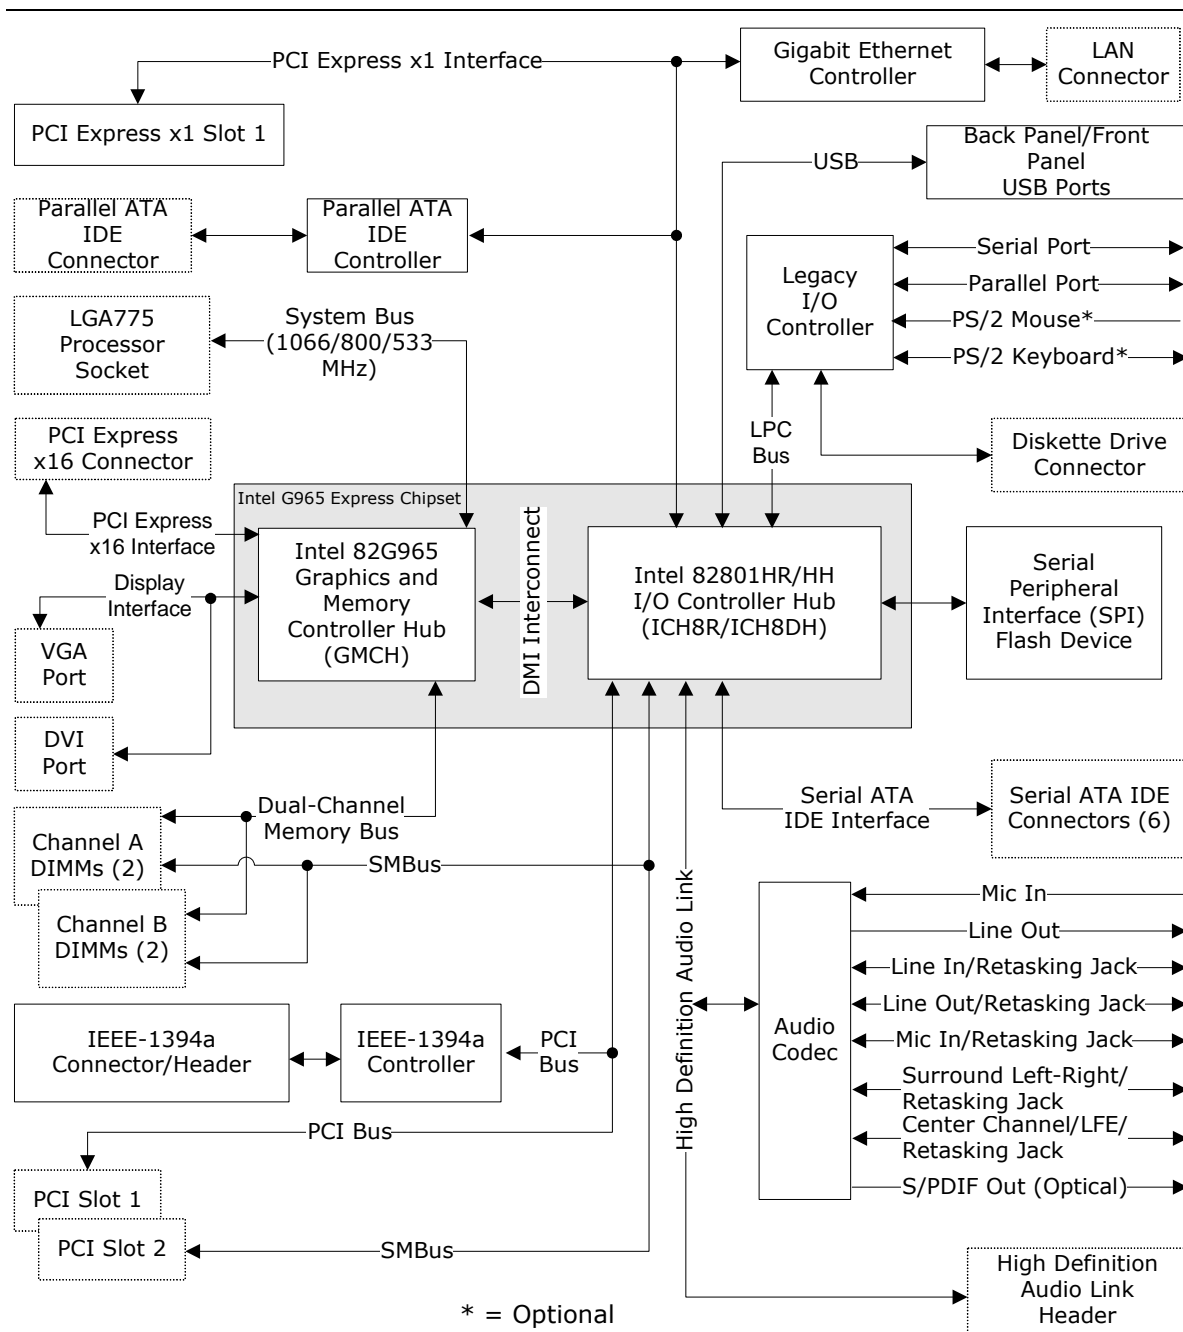 PCI Express x1 Interface
Gigabit Ethernet
Controller
LAN
Connector
PCI Express x1 Slot 1
USB
Back Panel/Front
Panel
USB Ports
Parallel ATA
IDE
Connector
Parallel ATA
IDE
Controller
Legacy
I/O
Controller
Serial Port
Parallel Port
PS/2 Mouse*
PS/2 Keyboard*
LGA775
Processor
Socket
System Bus
(1066/800/533
MHz)
PCI Express
x16 Connector
LPC
Bus
Diskette Drive
Connector
Intel G965 Express Chipset
PCI Express
x16 Interface
Intel 82G965
Graphics and
Memory
Controller Hub
(GMCH)
DMI Interconnect
Intel 82801HR/HH
I/O Controller Hub
(ICH8R/ICH8DH)
Serial
Peripheral
Interface (SPI)
Flash Device
Display
Interface
VGA
Port
DVI
Port
Dual-Channel
Memory Bus
Serial ATA
IDE Interface
Serial ATA IDE
Connectors (6)
Channel A
DIMMs (2)
SMBus
Channel B
DIMMs (2)
High Definition Audio Link
Audio
Codec
Mic In
Line Out
Line In/Retasking Jack
Line Out/Retasking Jack
Mic In/Retasking Jack
Surround Left-Right/
Retasking Jack
Center Channel/LFE/
Retasking Jack
S/PDIF Out (Optical)
IEEE-1394a
Connector/Header
IEEE-1394a
Controller
PCI
Bus
PCI Bus
PCI Slot 1
PCI Slot 2
SMBus
High Definition
Audio Link
Header
* = Optional